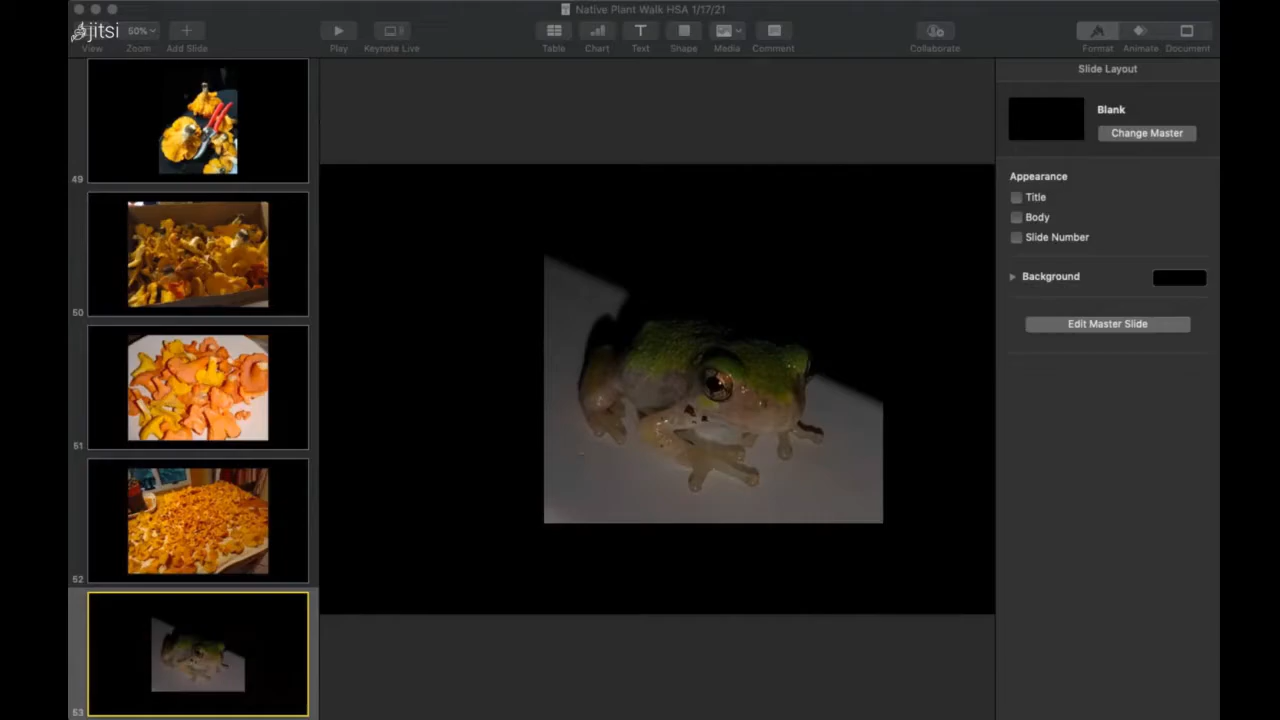 Native Plant Walk HSA 1/17/21
jitsi
50%
View
Zoom
Add Slide
Play
Keynote Live
Table
Chart
Text
Shape
Media
Comment
Collaborate
Format
Animate
Document
Slide Layout
Blank
Change Master
Appearance
Title
Body
Slide Number
Background
Edit Master Slide
49
50
51
52
53